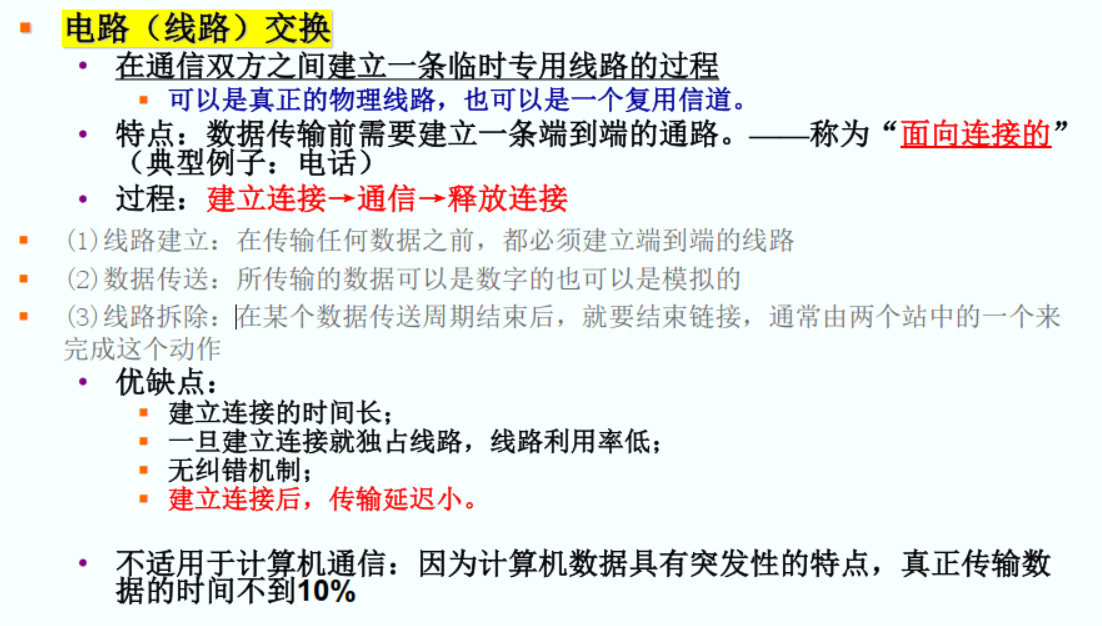 电路（线路）交换
在通信双方之间建立一条临时专用线路的过程
可以是真正的物理线路，也可以是一个复用信道。
特点：数据传输前需要建立一条端到端的通路。——称为“面向连接的”
（典型例子：电话）
过程：建立连接→通信→释放连接
(1)线路建立：在传输任何数据之前，都必须建立端到端的线路
(2)数据传送：所传输的数据可以是数字的也可以是模拟的
(3)线路拆除：在某个数据传送周期结束后，就要结束链接，通常由两个站中的一个来
完成这个动作
优缺点：
建立连接的时间长；
一旦建立连接就独占线路，线路利用率低；
无纠错机制；
建立连接后，传输延迟小。
不适用于计算机通信：因为计算机数据具有突发性的特点，真正传输数
据的时间不到10%